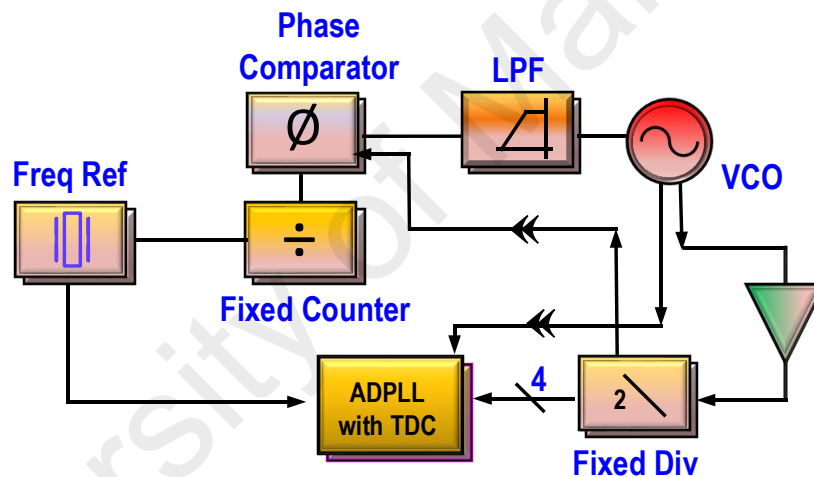 Phase
Comparator
LPF
Ø
Freq Ref
VCO
÷
Fixed Counter
4
ADPLL
with TDC
2
Fixed Div